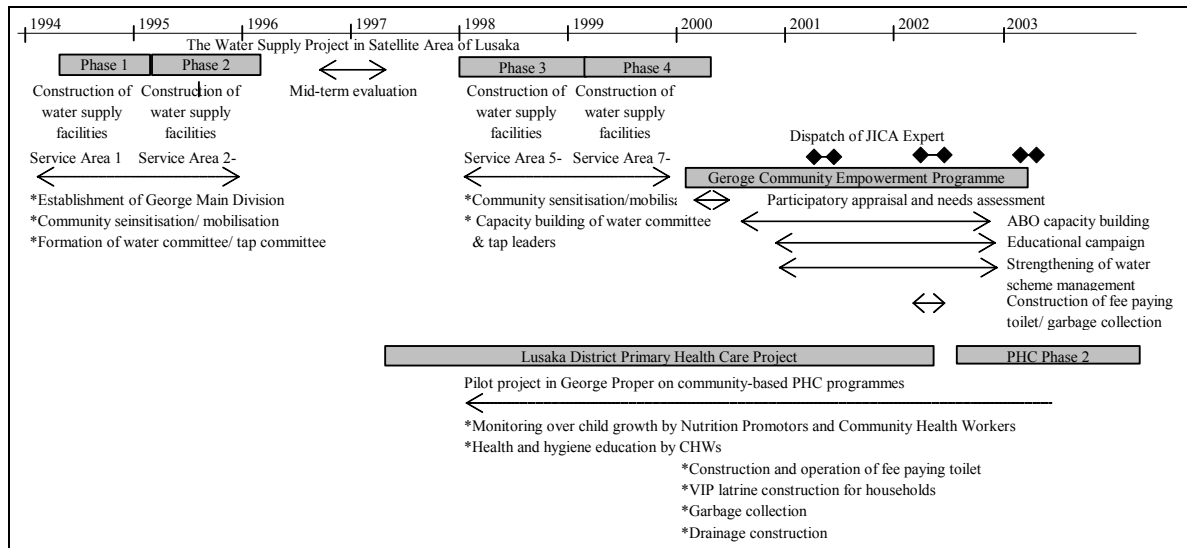 1994 1995 1996 1997 1998 1999 2000 2001 2002 2003
The Water Supply Project in Satellite Area of Lusaka
Phase 1 Phase 2 Phase 3 Phase 4
Construction of water supply facilities
Construction of water supply facilities
Mid-term evaluation
Construction of water supply facilities
Construction of water supply facilities
Service Area 1 Service Area 2- Service Area 5- Service Area 7-
*Establishment of George Main Division
*Community seinsitisation/ mobilisation
*Formation of water committee/ tap committee
*Community sensitisation/mobilisa
* Capacity building of water committee
& tap leaders
Dispatch of JICA Expert
Geroge Community Empowerment Programme
Participatory appraisal and needs assessment
ABO capacity building
Educational campaign
Strengthening of water
scheme management
Construction of fee paying
toilet/ garbage collection
Lusaka District Primary Health Care Project PHC Phase 2
Pilot project in George Proper on community-based PHC programmes
*Monitoring over child growth by Nutrition Promotors and Community Health Workers
*Health and hygiene education by CHWs
*Construction and operation of fee paying toilet
*VIP latrine construction for households
*Garbage collection
*Drainage construction